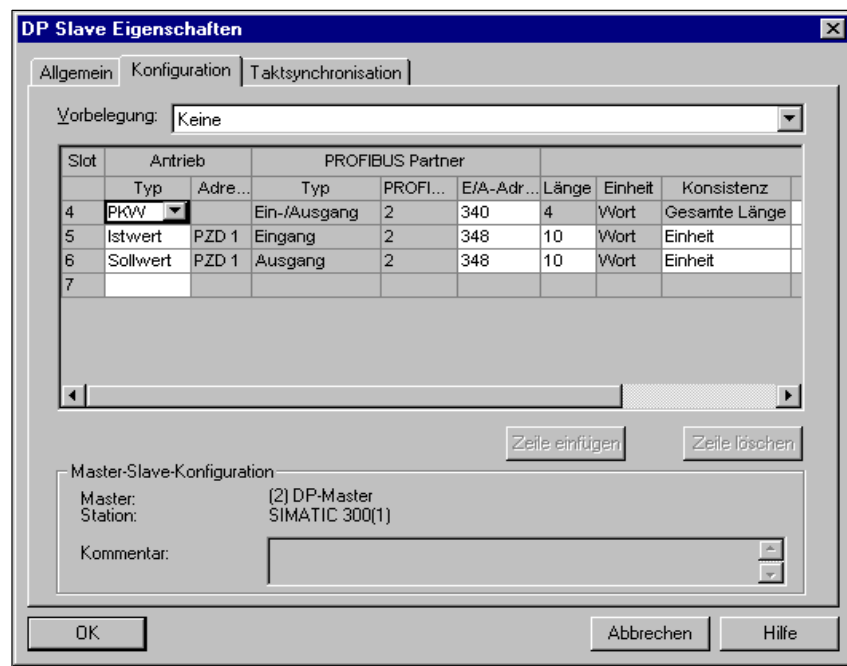 DP Slave Eigenschaften
Allgemein Konfiguration Taktsynchronisation
Vorbelegung: Keine
Slot Antrieb PROFIBUS Partner
Typ Adre... Typ PROFI... E/A-Adr... Länge Einheit Konsistenz
4 PKW Ein-/Ausgang 2 340 4 Wort Gesamte Länge
5 Istwert PZD 1 Eingang 2 348 10 Wort Einheit
6 Sollwert PZD 1 Ausgang 2 348 10 Wort Einheit
7
Zeile einfügen Zeile löschen
Master-Slave-Konfiguration
Master: (2) DP-Master
Station: SIMATIC 300(1)
Kommentar:
OK Abbrechen Hilfe